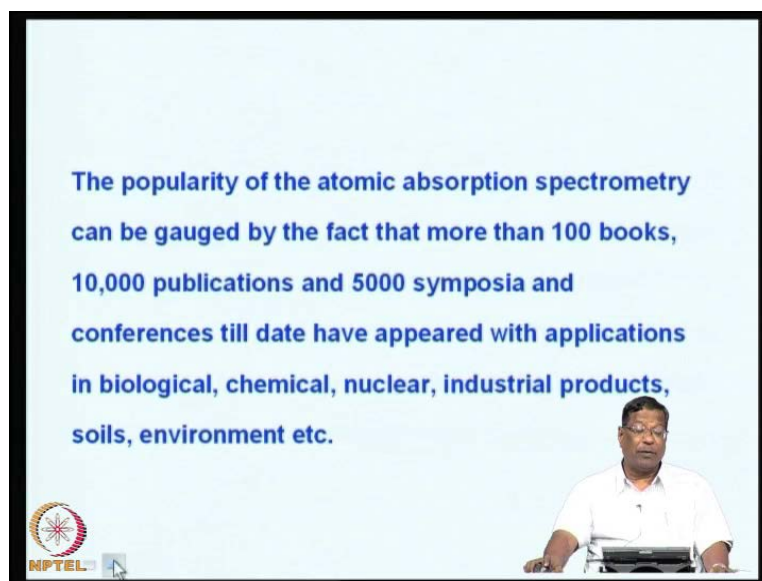 The popularity of the atomic absorption spectrometry
can be gauged by the fact that more than 100 books,
10,000 publications and 5000 symposia and
conferences till date have appeared with applications
in biological, chemical, nuclear, industrial products,
soils, environment etc.
NPTEL